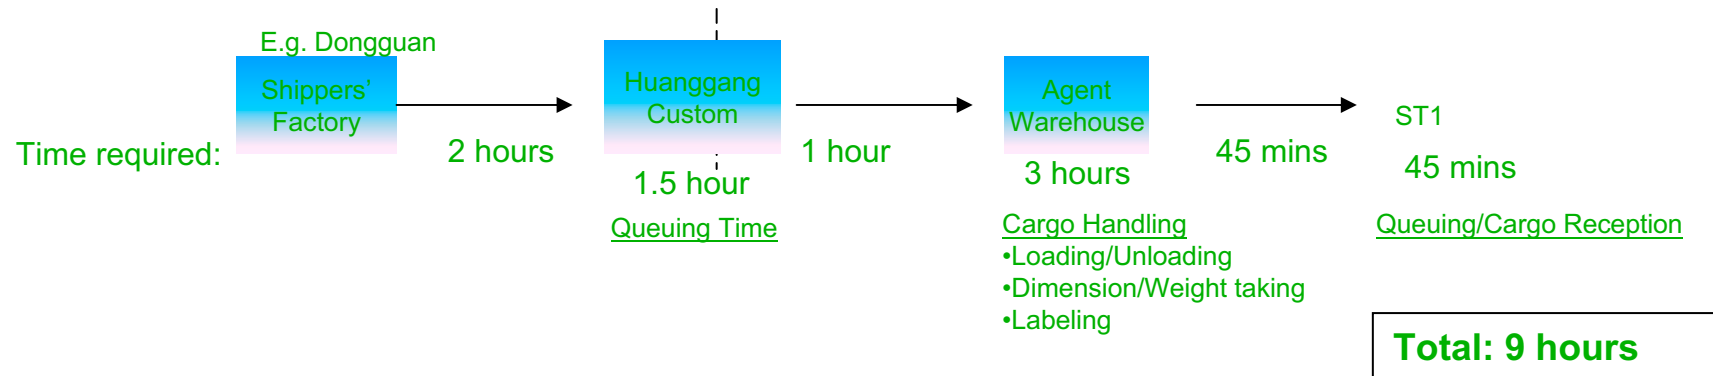 E.g. Dongguan
Shippers’
Factory
Huanggang
Custom
Agent
Warehouse
ST1
Time required:
2 hours
1.5 hour
1 hour
3 hours
45 mins
45 mins
Queuing Time
Cargo Handling
•Loading/Unloading
•Dimension/Weight taking
•Labeling
Queuing/Cargo Reception
Total: 9 hours